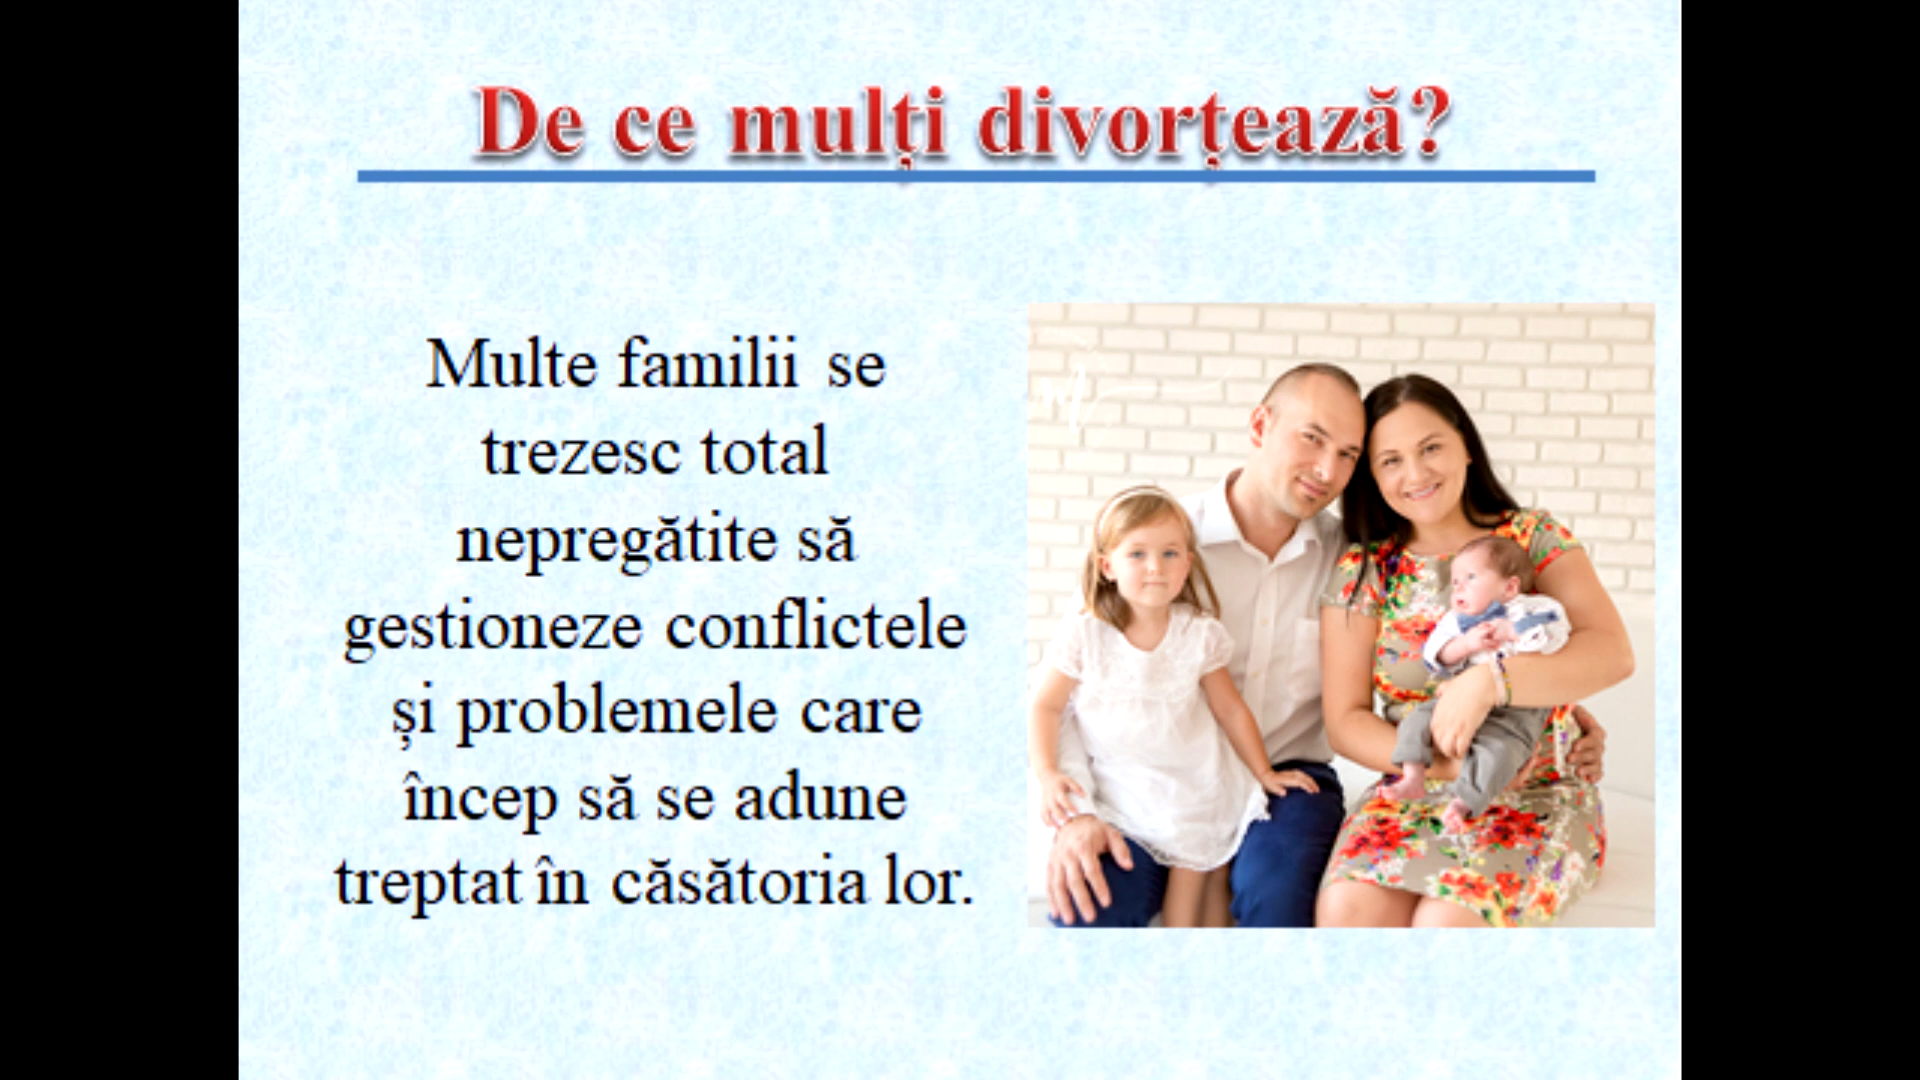 De ce mulți divorțează?
Multe familii se
trezesc total
nepregătite să
gestioneze conflictele
și problemele care
încep să se adune
treptat în căsătoria lor.